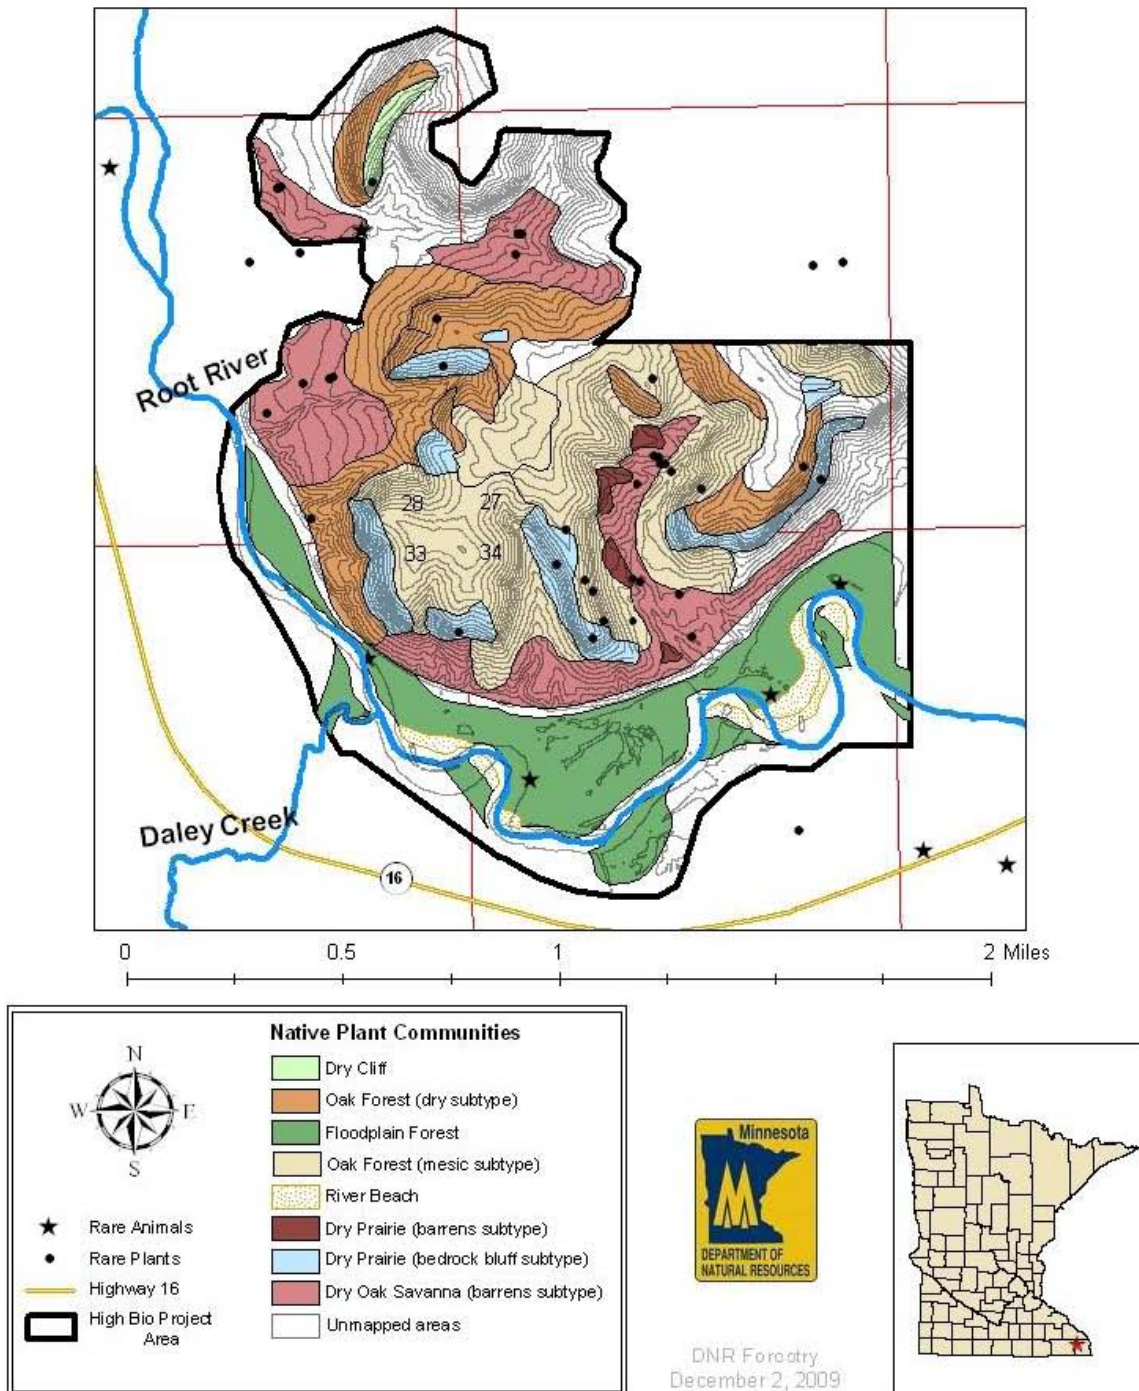 Root River
28 27
33 34
Daley Creek
16
0 0.5 1 2 Miles
N
W E
S
Rare Animals
Rare Plants
Highway 16
High Bio Project
Area
Native Plant Communities
Dry Cliff
Oak Forest (dry subtype)
Floodplain Forest
Oak Forest (mesic subtype)
River Beach
Dry Prairie (barrens subtype)
Dry Prairie (bedrock bluff subtype)
Dry Oak Savanna (barrens subtype)
Unmapped areas
Minnesota
DEPARTMENT OF
NATURAL RESOURCES
DNR Forestry
December 2, 2009